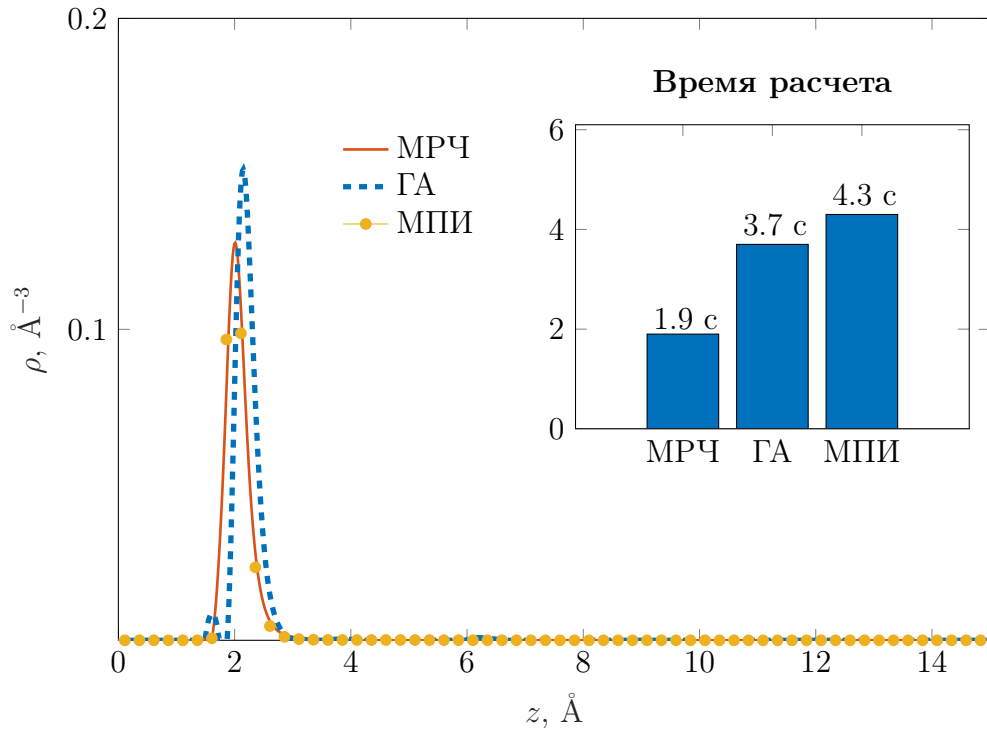 0.2
Время расчета
6
МРЧ
ГА
МПИ
4.3 с
3.7 с
4
ρ, Å⁻³
0.1
1.9 с
2
0
МРЧ ГА МПИ
0 2 4 6 8 10 12 14
z, Å